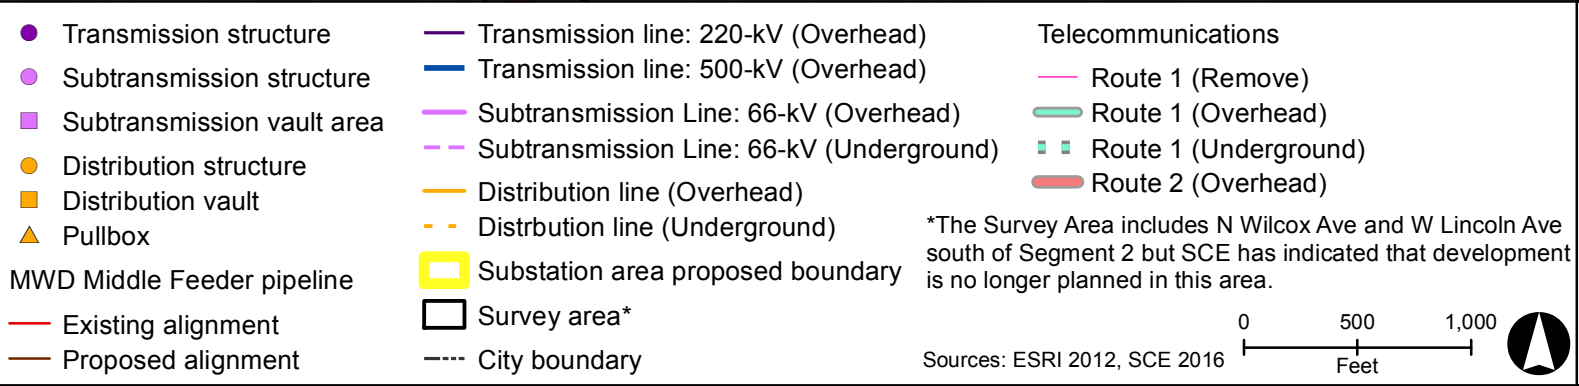 Transmission structure
Subtransmission structure
Subtransmission vault area
Distribution structure
Distribution vault
Pullbox
MWD Middle Feeder pipeline
Existing alignment
Proposed alignment
Transmission line: 220-kV (Overhead)
Transmission line: 500-kV (Overhead)
Subtransmission Line: 66-kV (Overhead)
Subtransmission Line: 66-kV (Underground)
Distribution line (Overhead)
Distrbution line (Underground)
Substation area proposed boundary
Survey area*
City boundary
Telecommunications
Route 1 (Remove)
Route 1 (Overhead)
Route 1 (Underground)
Route 2 (Overhead)
*The Survey Area includes N Wilcox Ave and W Lincoln Ave
south of Segment 2 but SCE has indicated that development
is no longer planned in this area.
Sources: ESRI 2012, SCE 2016
0 500 1,000
Feet